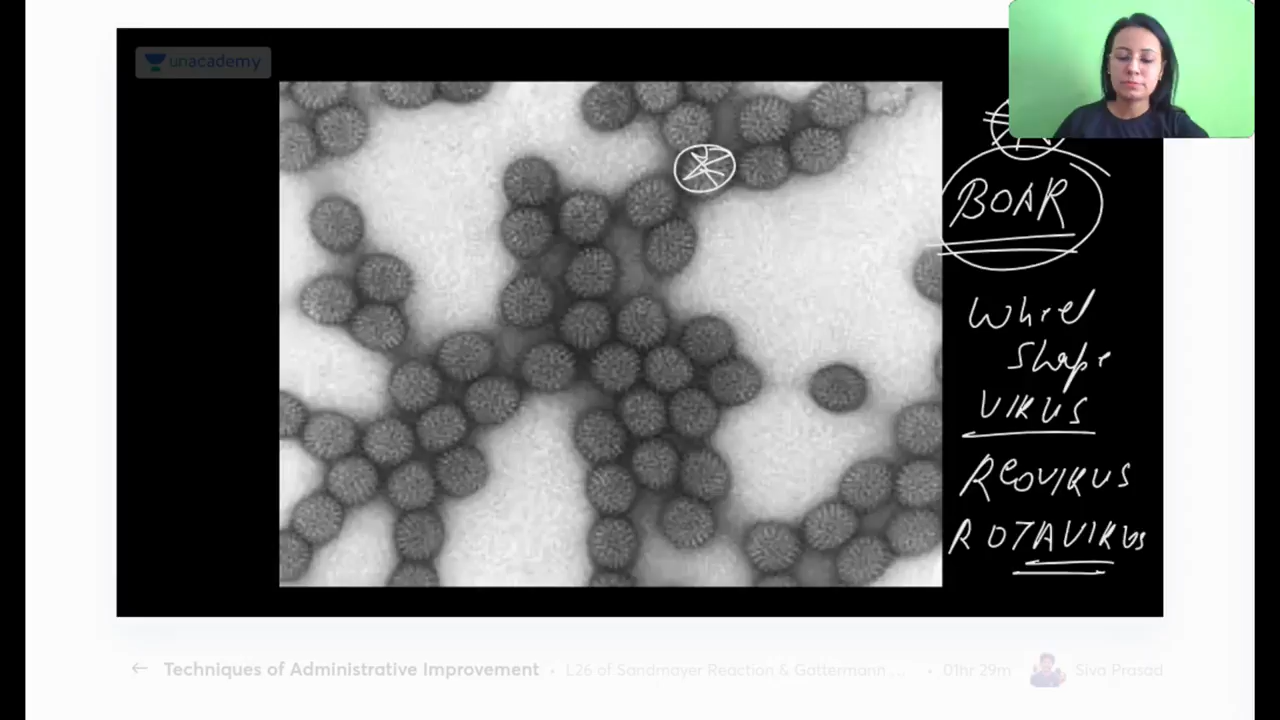 unacademy
BOAR
Wheel
Shape
VIRUS
REOVIRUS
ROTAVIRUS
← Techniques of Administrative Improvement • L26 of Sandmayer Reaction & Gattermann ... • 01hr 29m Siva Prasad